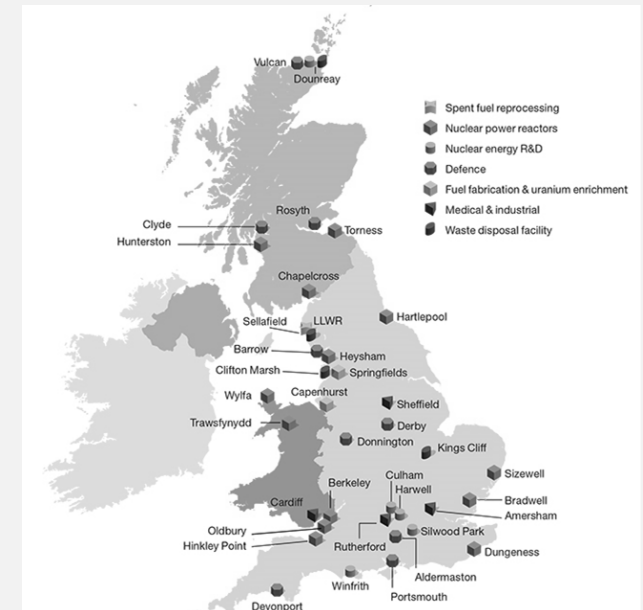 Vulcan
Dounreay
Spent fuel reprocessing
Nuclear power reactors
Nuclear energy R&D
Defence
Fuel fabrication & uranium enrichment
Medical & industrial
Waste disposal facility
Rosyth
Clyde
Torness
Hunterston
Chapelcross
Sellafield
LLWR
Hartlepool
Barrow
Heysham
Clifton Marsh
Springfields
Wylfa
Capenhurst
Sheffield
Trawsfynydd
Derby
Donnington
Kings Cliff
Sizewell
Culham
Berkeley
Harwell
Cardiff
Bradwell
Amersham
Oldbury
Silwood Park
Hinkley Point
Rutherford
Dungeness
Aldermaston
Winfrith
Portsmouth
Devonport